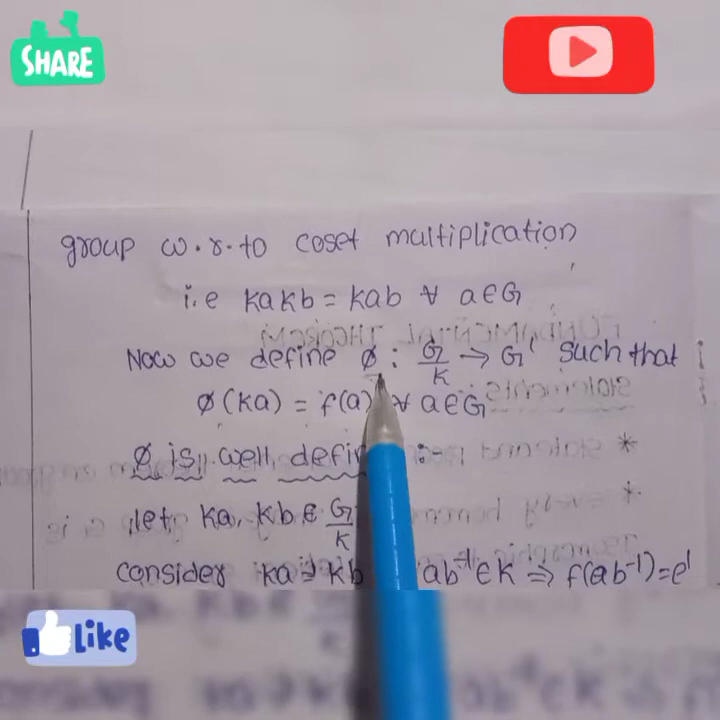 SHARE
group w.r.to coset multiplication
i.e kakb = kab ∀ a∈G
Now we define ø : G/K → G' such that
ø(ka) = f(a) ∀ a∈G
ø is well defin :-
let ka, kb ∈ G/K
consider ka = kb ab⁻¹∈K ⇒ f(ab⁻¹)=e'
Like